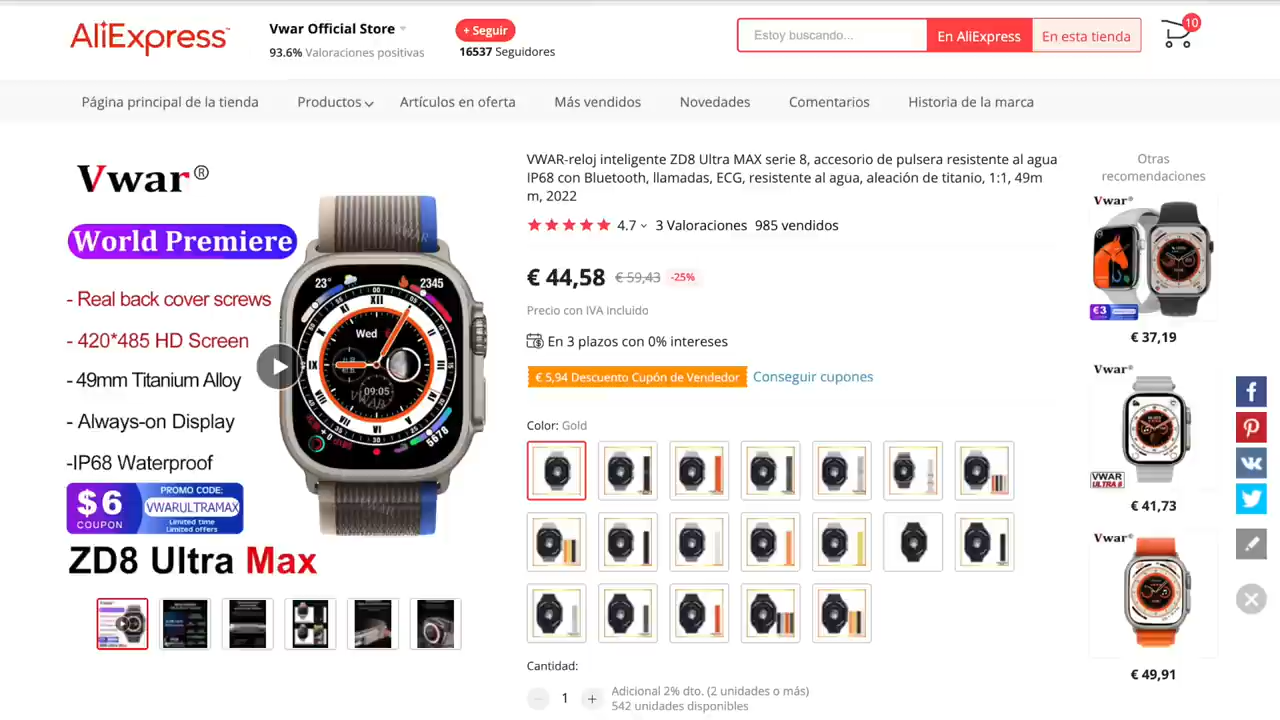 AliExpress
Vwar Official Store
93.6% Valoraciones positivas
+ Seguir
16537 Seguidores
Estoy buscando...
En AliExpress
En esta tienda
10
Página principal de la tienda
Productos
Artículos en oferta
Más vendidos
Novedades
Comentarios
Historia de la marca
Vwar®
World Premiere
- Real back cover screws
- 420*485 HD Screen
- 49mm Titanium Alloy
- Always-on Display
-IP68 Waterproof
$6
COUPON
PROMO CODE:
VWARULTRAMAX
Limited time
Limited offers
ZD8 Ultra Max
23°
2345
XII
Wed
09:05
VWAR
VI
5678
VWAR-reloj inteligente ZD8 Ultra MAX serie 8, accesorio de pulsera resistente al agua
IP68 con Bluetooth, llamadas, ECG, resistente al agua, aleación de titanio, 1:1, 49m
m, 2022
4.7
3 Valoraciones
985 vendidos
€ 44,58
€ 59,43
-25%
Precio con IVA incluido
En 3 plazos con 0% intereses
€ 5,94 Descuento Cupón de Vendedor
Conseguir cupones
Color: Gold
Cantidad:
1
Adicional 2% dto. (2 unidades o más)
542 unidades disponibles
Otras
recomendaciones
Vwar®
€3
€ 37,19
Vwar®
VWAR
ULTRA 8
€ 41,73
Vwar®
€ 49,91